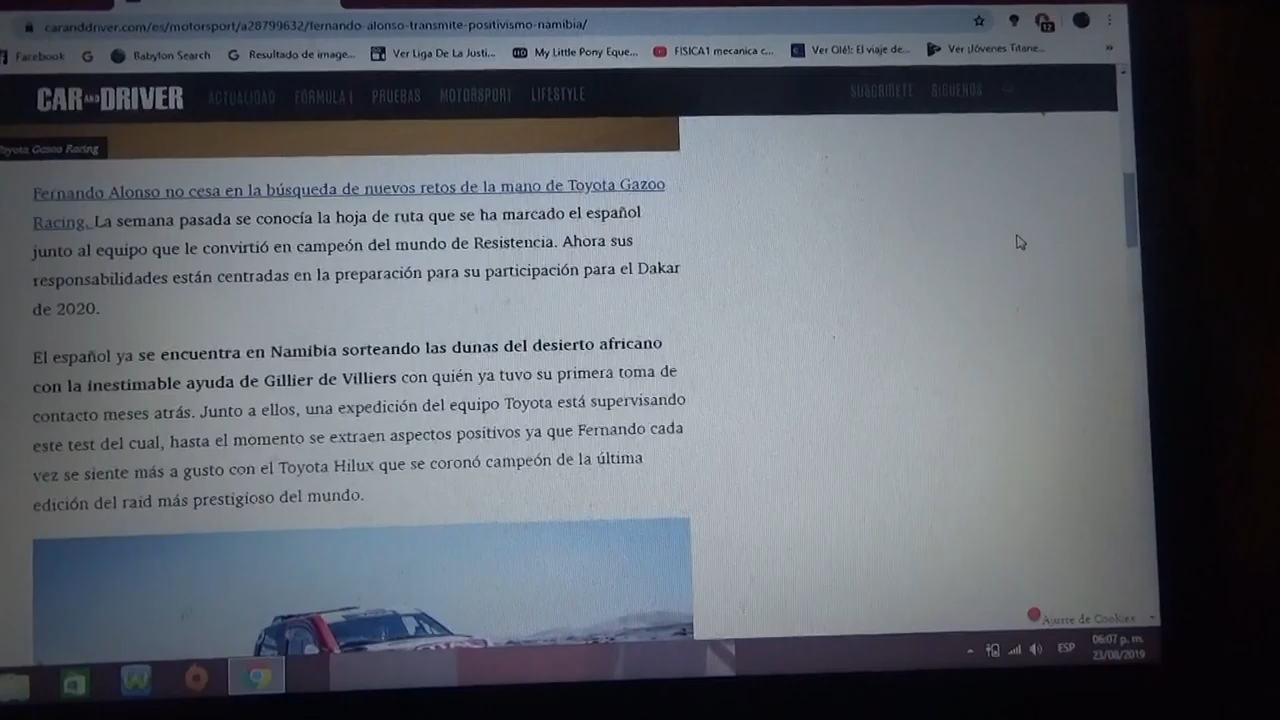 caranddriver.com/es/motorsport/a28799632/fernando-alonso-transmite-positivismo-namibia/
12
Facebook
Babylon Search
Resultado de image...
Ver Liga De La Justi...
My Little Pony Eque...
FISICA1 mecanica c...
Ver Olé!: El viaje de...
Ver ¡Jóvenes Titane...
»
CAR AND DRIVER
ACTUALIDAD
FÓRMULA 1
PRUEBAS
MOTORSPORT
LIFESTYLE
SUSCRÍBETE
SÍGUENOS
Toyota Gazoo Racing
Fernando Alonso no cesa en la búsqueda de nuevos retos de la mano de Toyota Gazoo
Racing. La semana pasada se conocía la hoja de ruta que se ha marcado el español
junto al equipo que le convirtió en campeón del mundo de Resistencia. Ahora sus
responsabilidades están centradas en la preparación para su participación para el Dakar
de 2020.
El español ya se encuentra en Namibia sorteando las dunas del desierto africano
con la inestimable ayuda de Gillier de Villiers con quién ya tuvo su primera toma de
contacto meses atrás. Junto a ellos, una expedición del equipo Toyota está supervisando
este test del cual, hasta el momento se extraen aspectos positivos ya que Fernando cada
vez se siente más a gusto con el Toyota Hilux que se coronó campeón de la última
edición del raid más prestigioso del mundo.
Ajuste de Cookies
ESP
06:07 p. m.
23/08/2019